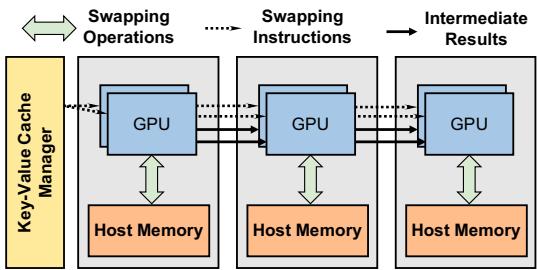 Swapping
Operations
Swapping
Instructions
Intermediate
Results
Key-Value Cache
Manager
GPU
GPU
GPU
Host Memory
Host Memory
Host Memory